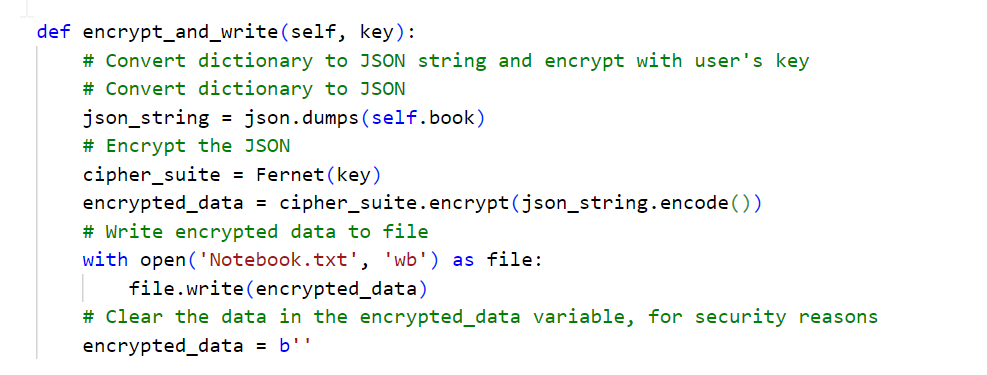 def encrypt_and_write(self, key):
    # Convert dictionary to JSON string and encrypt with user's key
    # Convert dictionary to JSON
    json_string = json.dumps(self.book)
    # Encrypt the JSON
    cipher_suite = Fernet(key)
    encrypted_data = cipher_suite.encrypt(json_string.encode())
    # Write encrypted data to file
    with open('Notebook.txt', 'wb') as file:
        file.write(encrypted_data)
    # Clear the data in the encrypted_data variable, for security reasons
    encrypted_data = b''